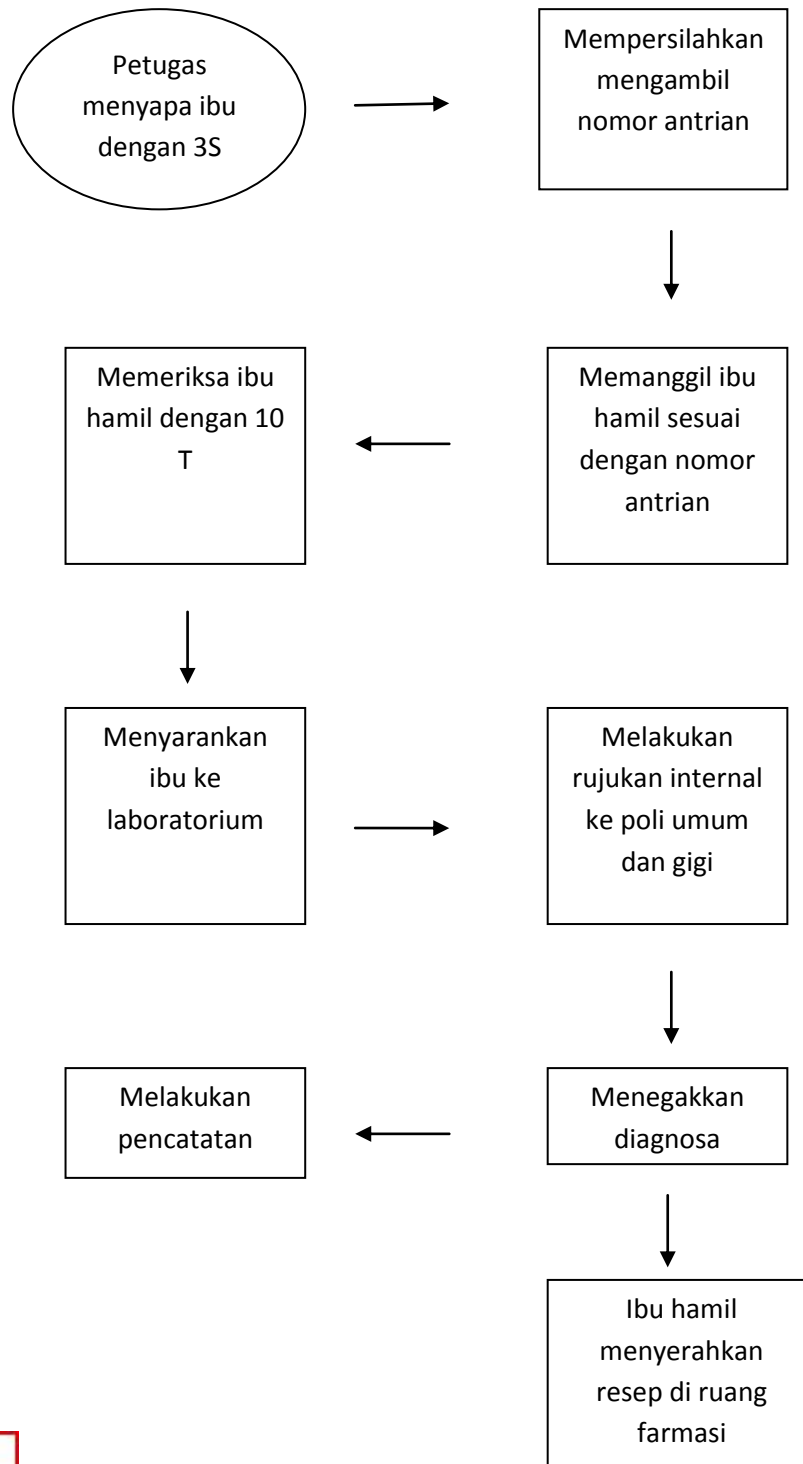 Petugas
menyapa ibu
dengan 3S
Mempersilahkan
mengambil
nomor antrian
Memanggil ibu
hamil sesuai
dengan nomor
antrian
Memeriksa ibu
hamil dengan 10
T
Menyarankan
ibu ke
laboratorium
Melakukan
rujukan internal
ke poli umum
dan gigi
Menegakkan
diagnosa
Melakukan
pencatatan
Ibu hamil
menyerahkan
resep di ruang
farmasi